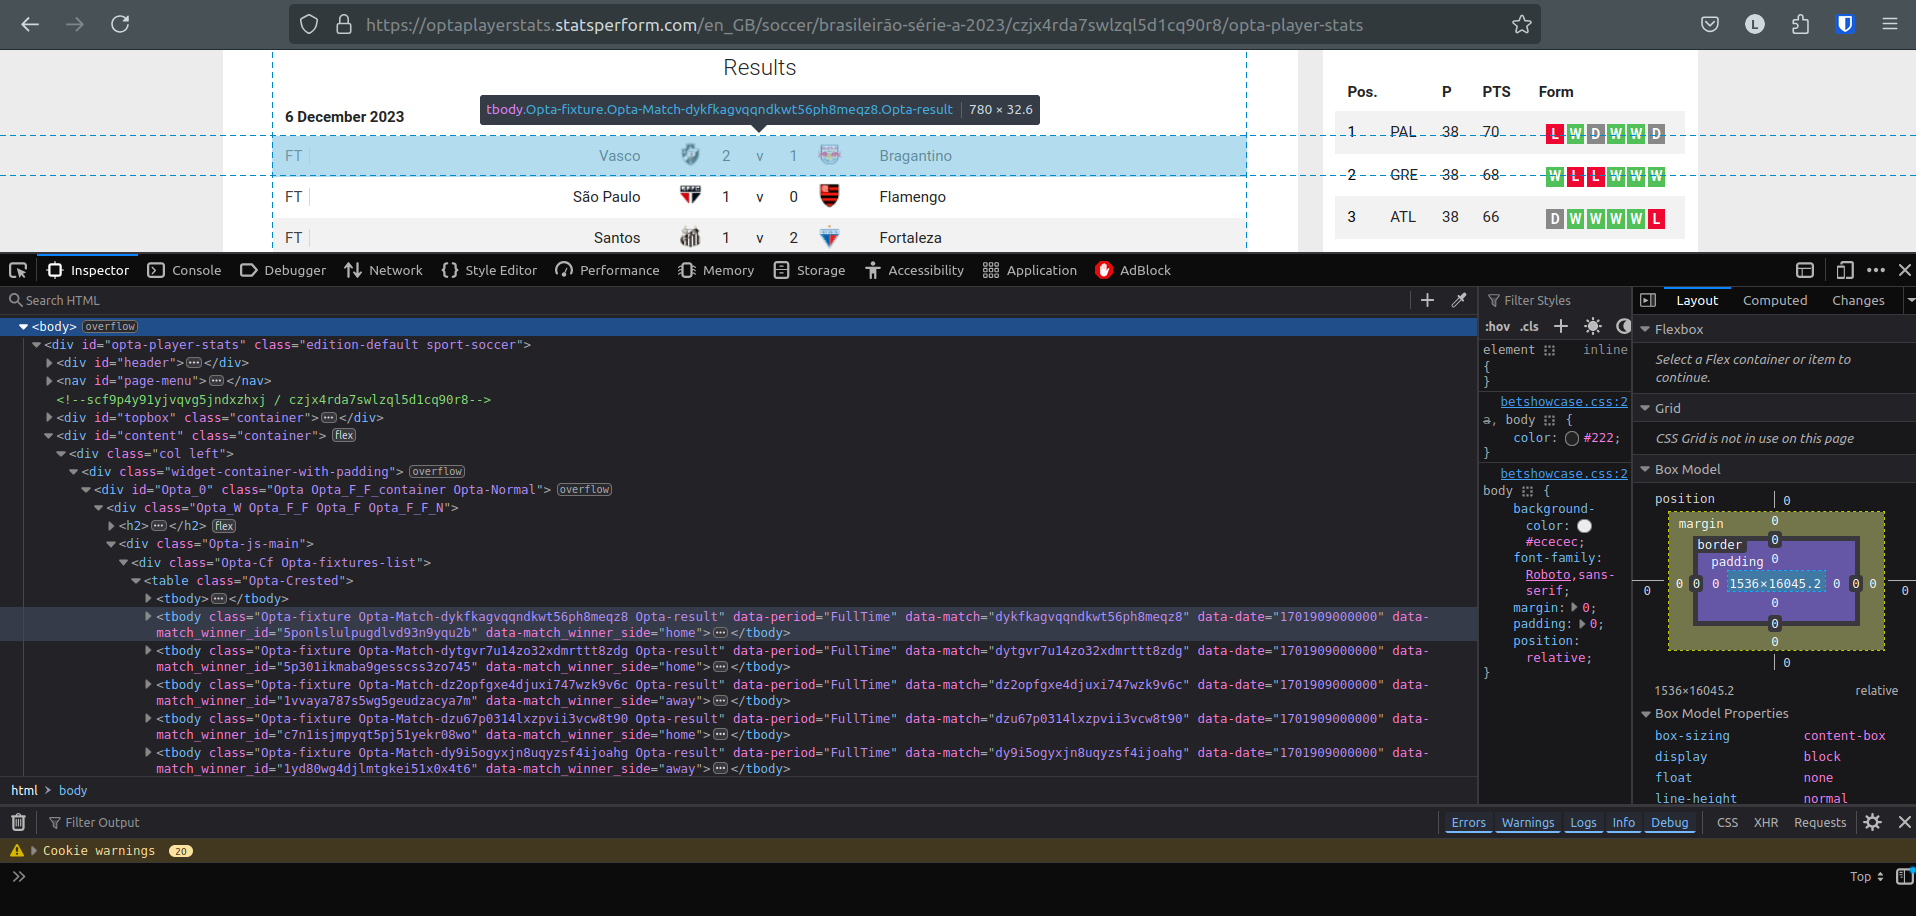 https://optaplayerstats.statsperform.com/en_GB/soccer/brasileirão-série-a-2023/czjx4rda7swlzql5d1cq90r8/opta-player-stats
L
Results
6 December 2023
tbody.Opta-fixture.Opta-Match-dykfkagvqqndkwt56ph8meqz8.Opta-result 780 × 32.6
FT Vasco 2 v 1 Bragantino
FT São Paulo 1 v 0 Flamengo
FT Santos 1 v 2 Fortaleza
Pos. P PTS Form
1 PAL 38 70 L W D W W D
2 GRE 38 68 W L L W W W
3 ATL 38 66 D W W W W L
Inspector Console Debugger Network Style Editor Performance Memory Storage Accessibility Application AdBlock
Search HTML
<body> overflow
<div id="opta-player-stats" class="edition-default sport-soccer">
<div id="header">···</div>
<nav id="page-menu">···</nav>
<!--scf9p4y91yjvqvg5jndxzhxj / czjx4rda7swlzql5d1cq90r8-->
<div id="topbox" class="container">···</div>
<div id="content" class="container"> flex
<div class="col left">
<div class="widget-container-with-padding"> overflow
<div id="Opta_0" class="Opta Opta_F_F_container Opta-Normal"> overflow
<div class="Opta_W Opta_F_F Opta_F Opta_F_F_N">
<h2>···</h2> flex
<div class="Opta-js-main">
<div class="Opta-Cf Opta-fixtures-list">
<table class="Opta-Crested">
<tbody>···</tbody>
<tbody class="Opta-fixture Opta-Match-dykfkagvqqndkwt56ph8meqz8 Opta-result" data-period="FullTime" data-match="dykfkagvqqndkwt56ph8meqz8" data-date="1701909000000" data-
match_winner_id="5ponlslulpugdlvd93n9yqu2b" data-match_winner_side="home">···</tbody>
<tbody class="Opta-fixture Opta-Match-dytgvr7u14zo32xdmrttt8zdg Opta-result" data-period="FullTime" data-match="dytgvr7u14zo32xdmrttt8zdg" data-date="1701909000000" data-
match_winner_id="5p301ikmaba9gesscss3zo745" data-match_winner_side="home">···</tbody>
<tbody class="Opta-fixture Opta-Match-dz2opfgxe4djuxi747wzk9v6c Opta-result" data-period="FullTime" data-match="dz2opfgxe4djuxi747wzk9v6c" data-date="1701909000000" data-
match_winner_id="1vvaya787s5wg5geudzacya7m" data-match_winner_side="away">···</tbody>
<tbody class="Opta-fixture Opta-Match-dzu67p0314lxzpvii3vcw8t90 Opta-result" data-period="FullTime" data-match="dzu67p0314lxzpvii3vcw8t90" data-date="1701909000000" data-
match_winner_id="c7n1isjmpyqt5pj51yekr08wo" data-match_winner_side="home">···</tbody>
<tbody class="Opta-fixture Opta-Match-dy9i5ogyxjn8uqyzsf4ijoahg Opta-result" data-period="FullTime" data-match="dy9i5ogyxjn8uqyzsf4ijoahg" data-date="1701909000000" data-
match_winner_id="1yd80wg4djlmtgkei51x0x4t6" data-match_winner_side="away">···</tbody>
html > body
Filter Styles
:hov .cls
element inline
{
}
betshowcase.css:2
a, body {
color: #222;
}
betshowcase.css:2
body {
background-
color:
#ececec;
font-family:
Roboto,sans-
serif;
margin: 0;
padding: 0;
position:
relative;
}
Layout Computed Changes
Flexbox
Select a Flex container or item to
continue.
Grid
CSS Grid is not in use on this page
Box Model
position 0
margin 0
border 0
padding 0
0 0 0 0 1536×16045.2 0 0 0 0
0
0
0
0
1536×16045.2 relative
Box Model Properties
box-sizing content-box
display block
float none
line-height normal
Filter Output
Errors Warnings Logs Info Debug CSS XHR Requests
Cookie warnings 20
Top